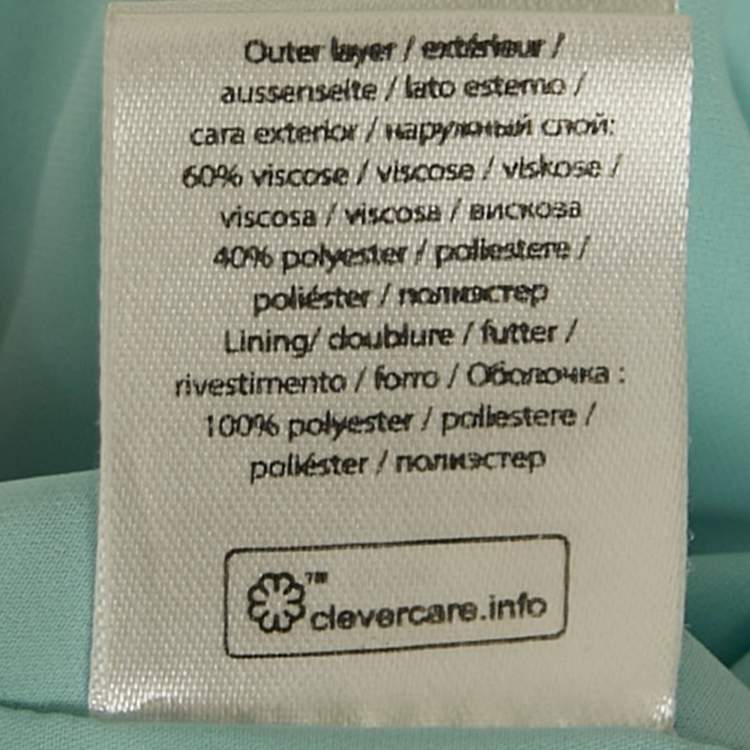 Outer layer / extérieur /
aussenseite / lato esterno /
cara exterior / наружный слой:
60% viscose / viscose / viskose /
viscosa / viscosa / вискоза
40% polyester / poliestere /
poliéster / полиэстер
Lining/ doublure / futter /
rivestimento / forro / Оболочка :
100% polyester / poliestere /
poliéster / полиэстер
TM
clevercare.info